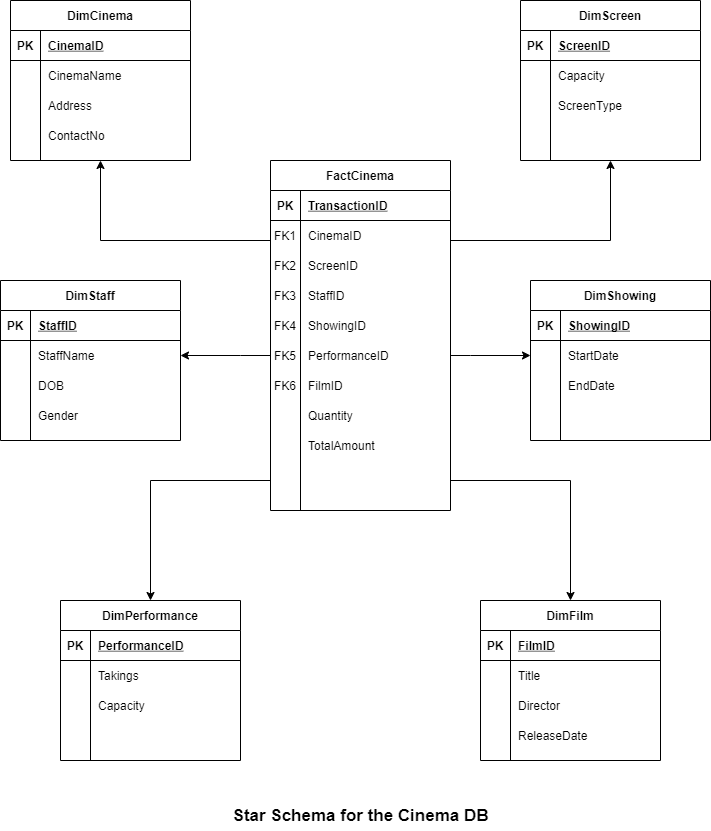 DimCinema
PK CinemaID
CinemaName
Address
ContactNo
DimScreen
PK ScreenID
Capacity
ScreenType
FactCinema
PK TransactionID
FK1 CinemaID
FK2 ScreenID
FK3 StaffID
FK4 ShowingID
FK5 PerformanceID
FK6 FilmID
Quantity
TotalAmount
DimStaff
PK StaffID
StaffName
DOB
Gender
DimShowing
PK ShowingID
StartDate
EndDate
DimPerformance
PK PerformanceID
Takings
Capacity
DimFilm
PK FilmID
Title
Director
ReleaseDate
Star Schema for the Cinema DB